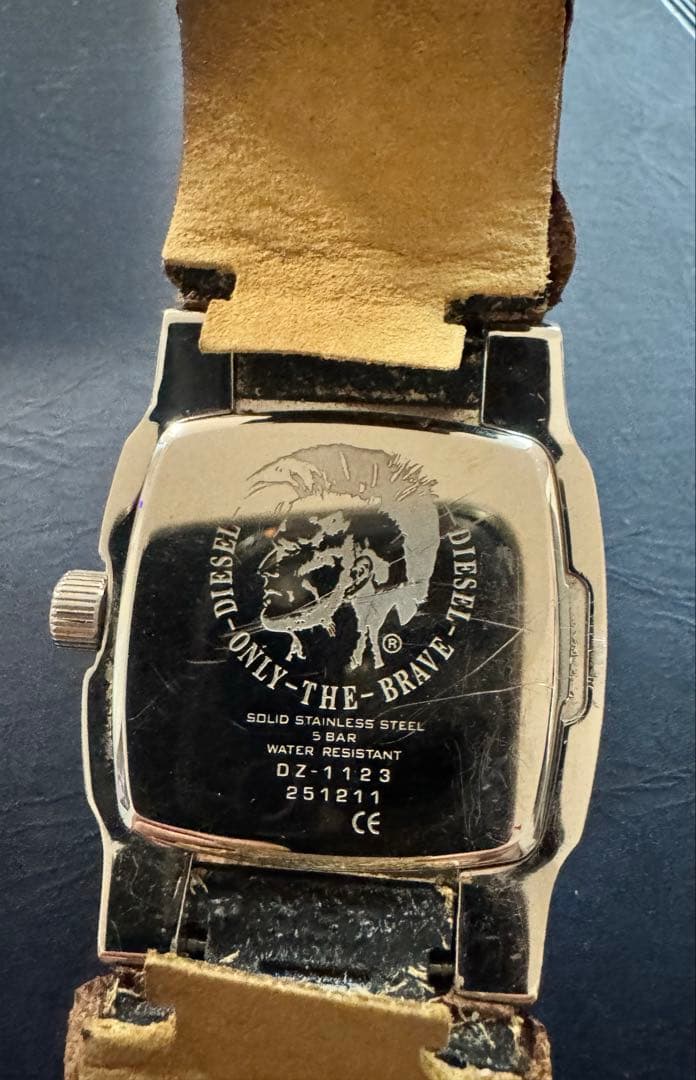 DIESEL-ONLY-THE-BRAVE-DIESEL
®
SOLID STAINLESS STEEL
5 BAR
WATER RESISTANT
DZ-1123
251211
CE